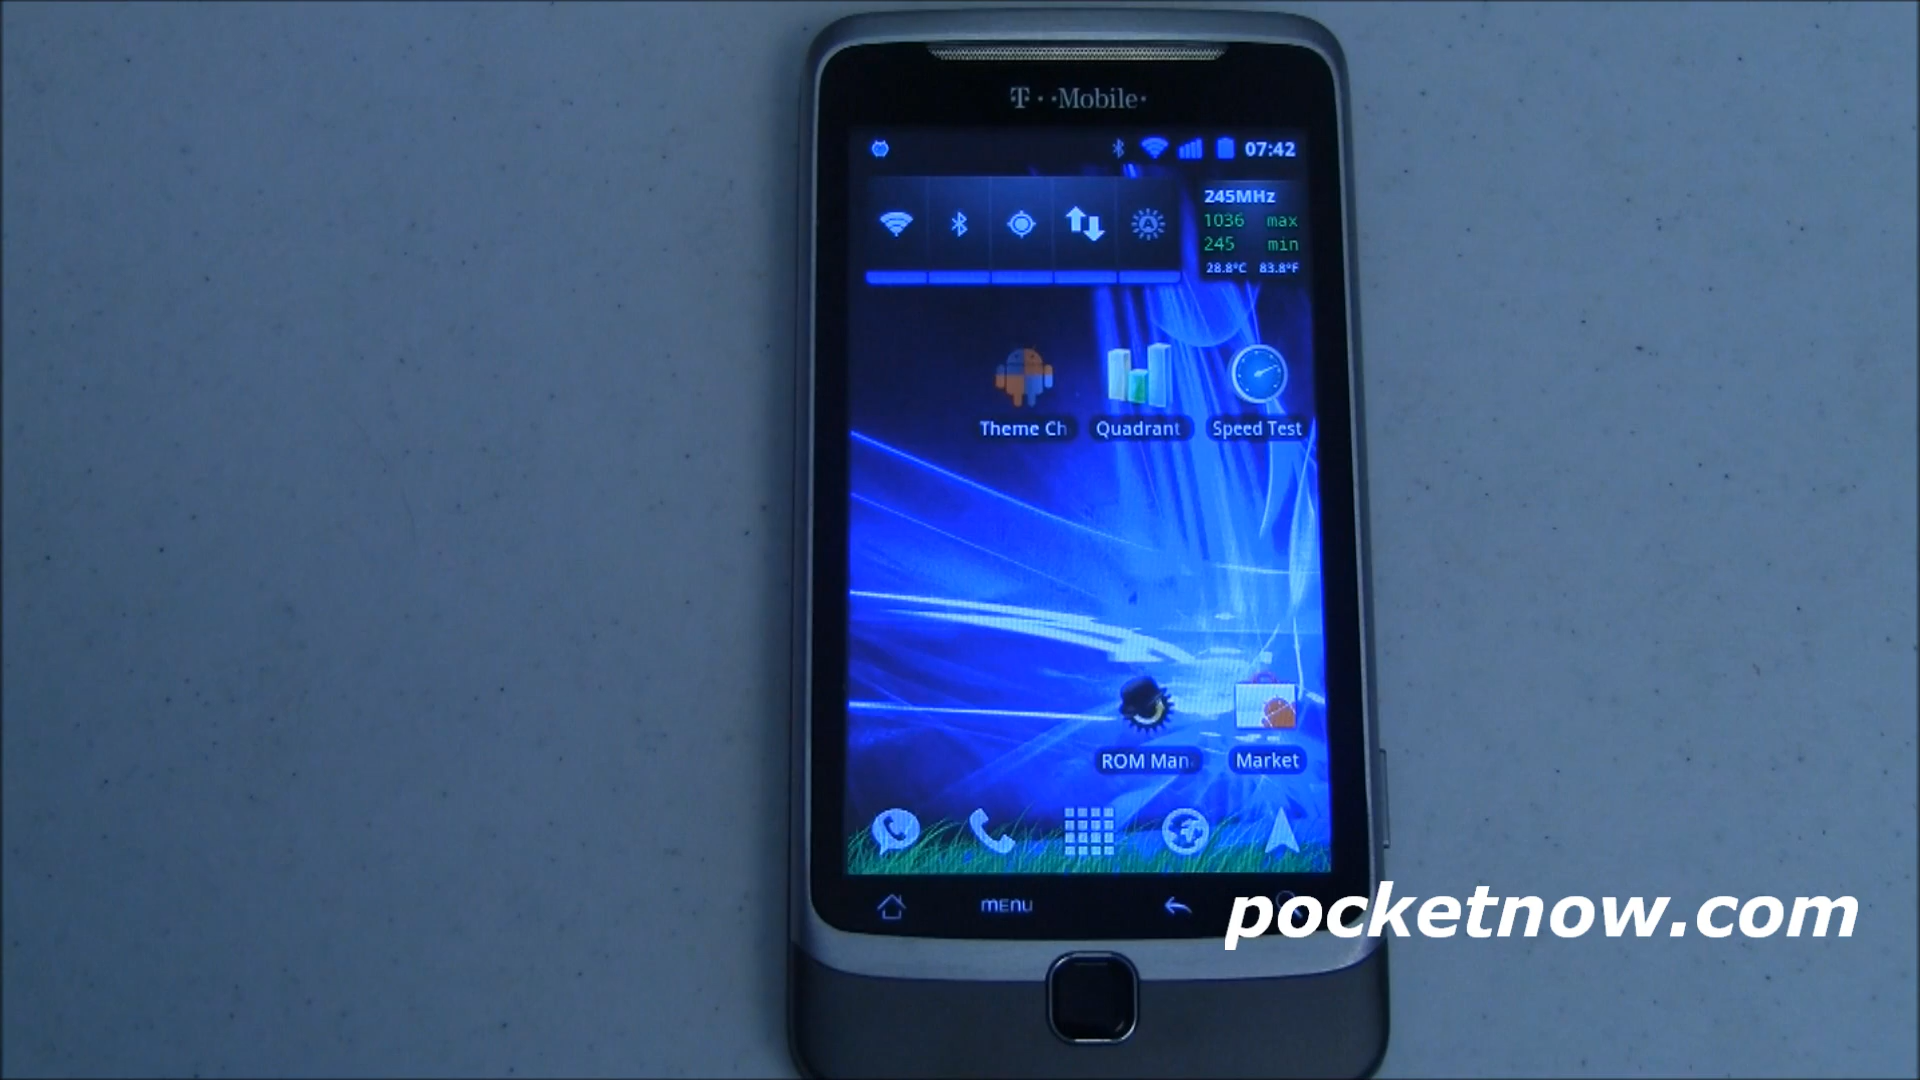 T··Mobile·
07:42
245MHz
1036 max
245 min
28.8°C 83.8°F
Theme Ch
Quadrant
Speed Test
ROM Man
Market
mEnu
pocketnow.com